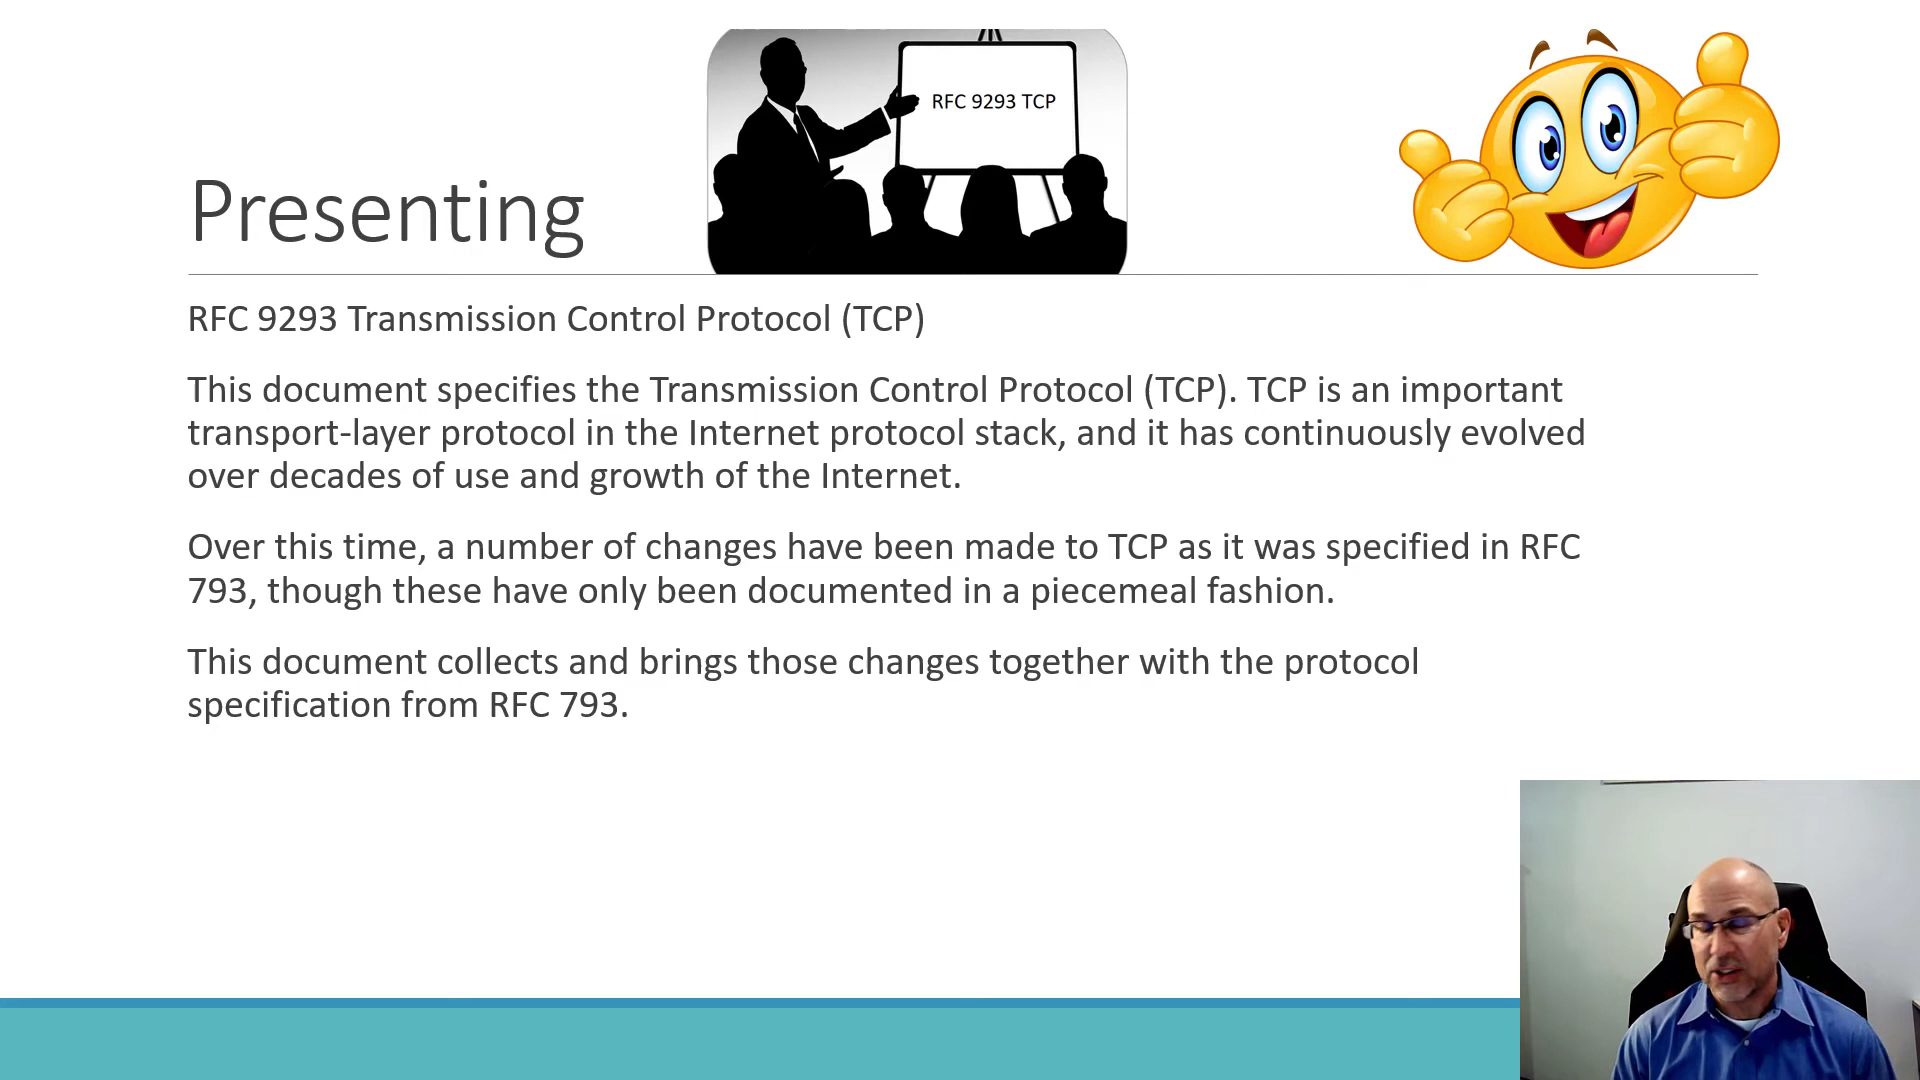 RFC 9293 TCP
Presenting
RFC 9293 Transmission Control Protocol (TCP)
This document specifies the Transmission Control Protocol (TCP). TCP is an important
transport-layer protocol in the Internet protocol stack, and it has continuously evolved
over decades of use and growth of the Internet.
Over this time, a number of changes have been made to TCP as it was specified in RFC
793, though these have only been documented in a piecemeal fashion.
This document collects and brings those changes together with the protocol
specification from RFC 793.